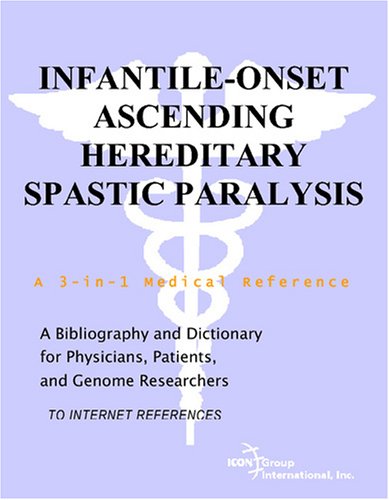 INFANTILE-ONSET
ASCENDING
HEREDITARY
SPASTIC PARALYSIS
A 3-in-1 Medical Reference
A Bibliography and Dictionary
for Physicians, Patients,
and Genome Researchers
TO INTERNET REFERENCES
ICON Group
International, Inc.